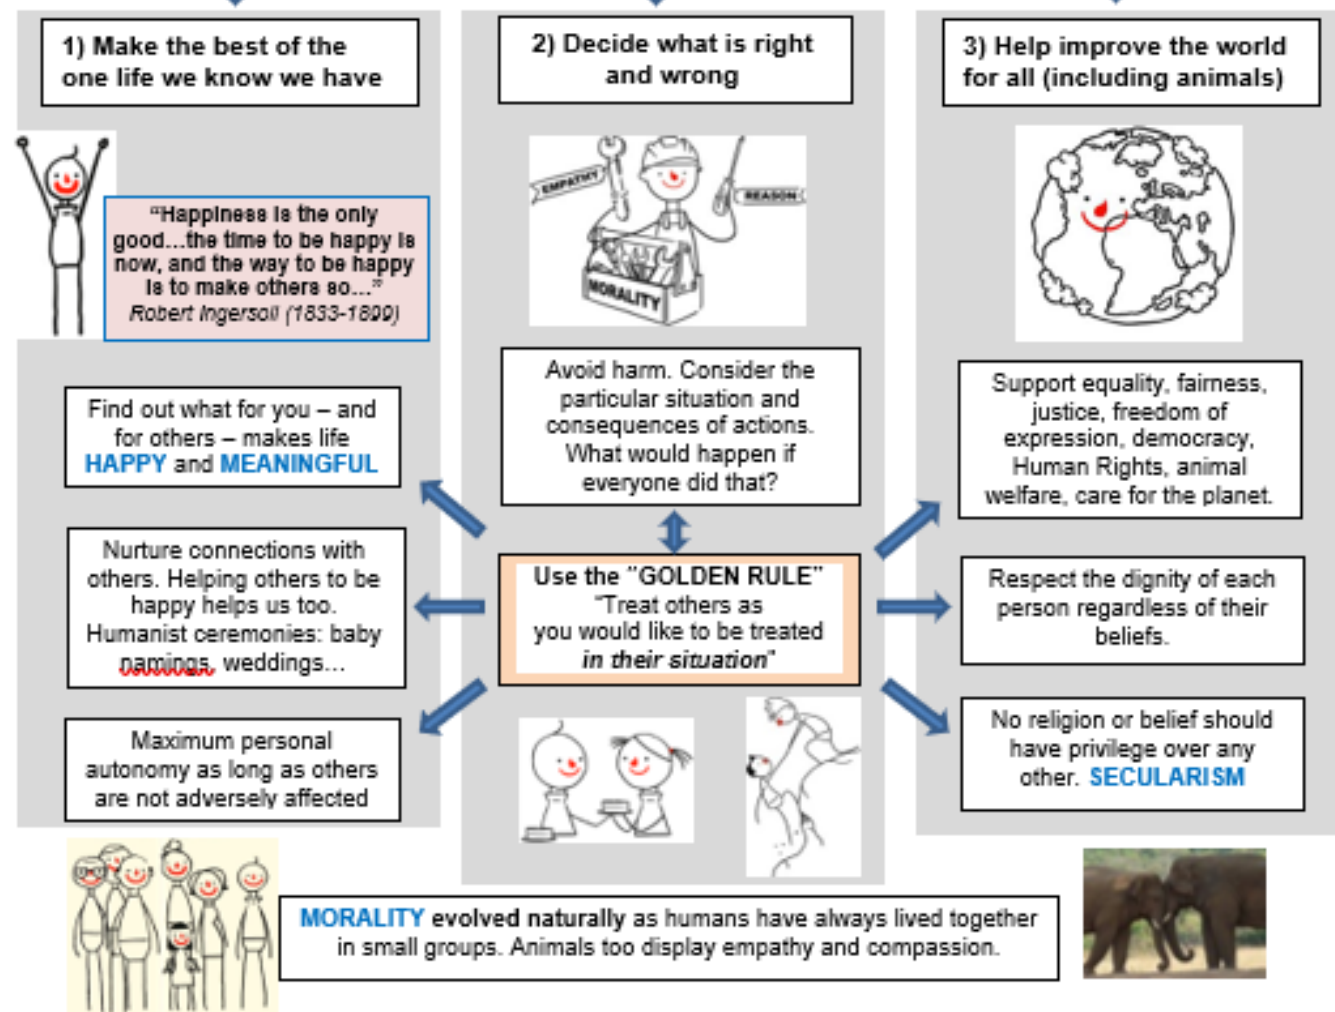 1) Make the best of the
one life we know we have
“Happiness is the only
good...the time to be happy is
now, and the way to be happy
is to make others so...”
Robert Ingersoll (1833-1899)
Find out what for you – and
for others – makes life
HAPPY and MEANINGFUL
Nurture connections with
others. Helping others to be
happy helps us too.
Humanist ceremonies: baby
namings, weddings...
Maximum personal
autonomy as long as others
are not adversely affected
2) Decide what is right
and wrong
EMPATHY
REASON
MORALITY
Avoid harm. Consider the
particular situation and
consequences of actions.
What would happen if
everyone did that?
Use the "GOLDEN RULE"
"Treat others as
you would like to be treated
in their situation"
3) Help improve the world
for all (including animals)
Support equality, fairness,
justice, freedom of
expression, democracy,
Human Rights, animal
welfare, care for the planet.
Respect the dignity of each
person regardless of their
beliefs.
No religion or belief should
have privilege over any
other. SECULARISM
MORALITY evolved naturally as humans have always lived together
in small groups. Animals too display empathy and compassion.